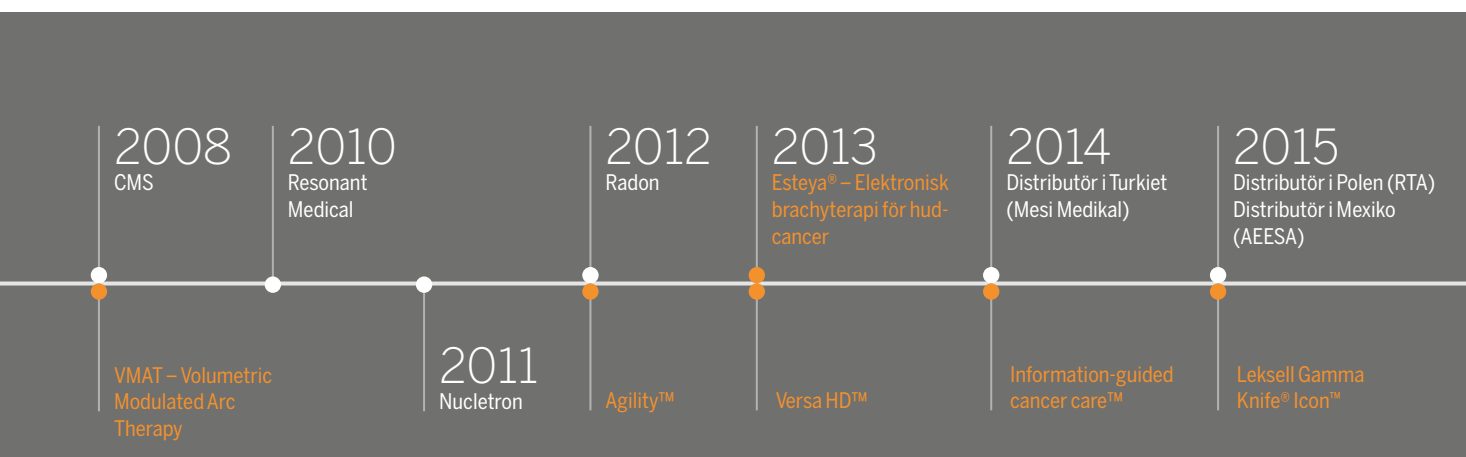 2008
CMS
VMAT – Volumetric
Modulated Arc
Therapy
2010
Resonant
Medical
2011
Nucletron
2012
Radon
Agility™
2013
Esteya® – Elektronisk
brachyterapi för hud-
cancer
Versa HD™
2014
Distributör i Turkiet
(Mesi Medikal)
Information-guided
cancer care™
2015
Distributör i Polen (RTA)
Distributör i Mexiko
(AEESA)
Leksell Gamma
Knife® Icon™